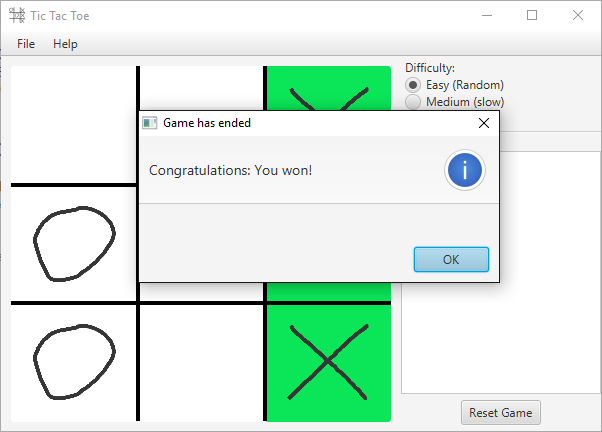 Tic Tac Toe
File Help
Difficulty:
Easy (Random)
Medium (slow)
Game has ended
Congratulations: You won!
OK
Reset Game